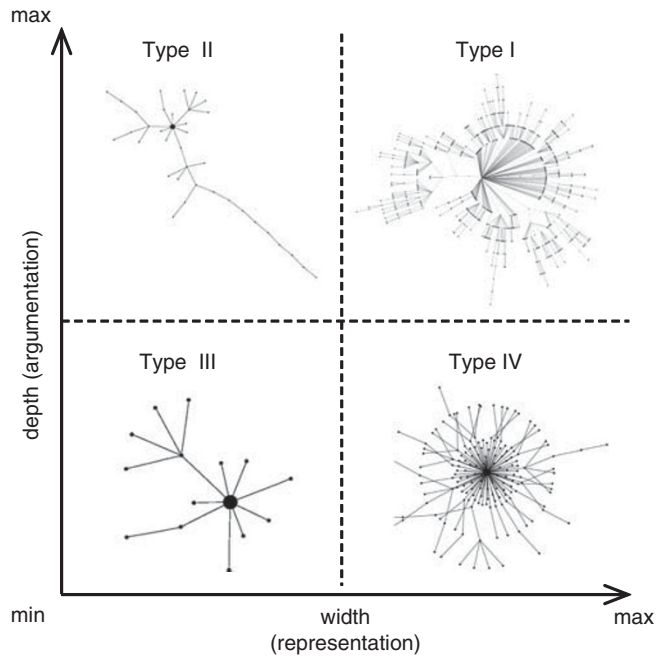 max
Type II
Type I
depth (argumentation)
Type III
Type IV
min
width
(representation)
max